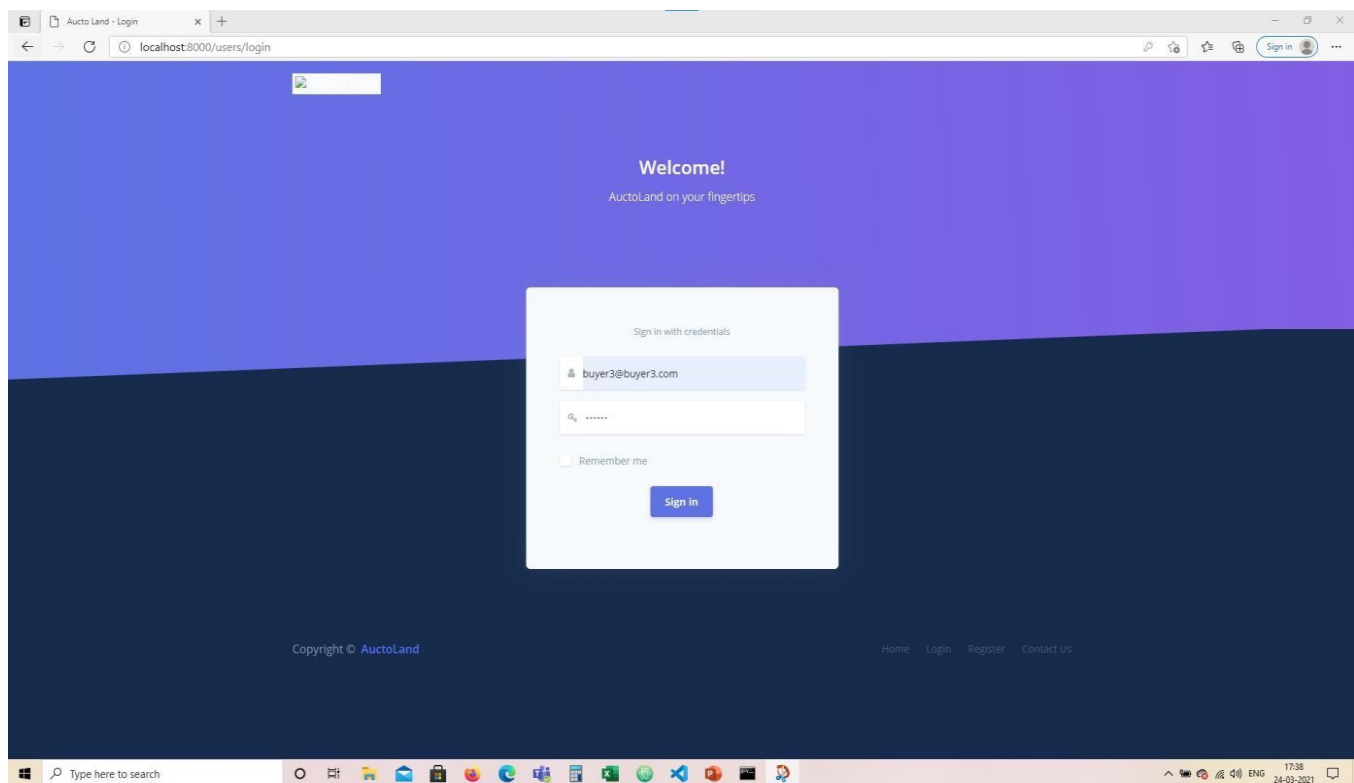 Aucto Land - Login
localhost:8000/users/login
Sign in
Welcome!
AuctoLand on your fingertips
Sign in with credentials
buyer3@buyer3.com
Remember me
Sign in
Copyright © AuctoLand
Home Login Register Contact Us
Type here to search
ENG
17:38
24-03-2021